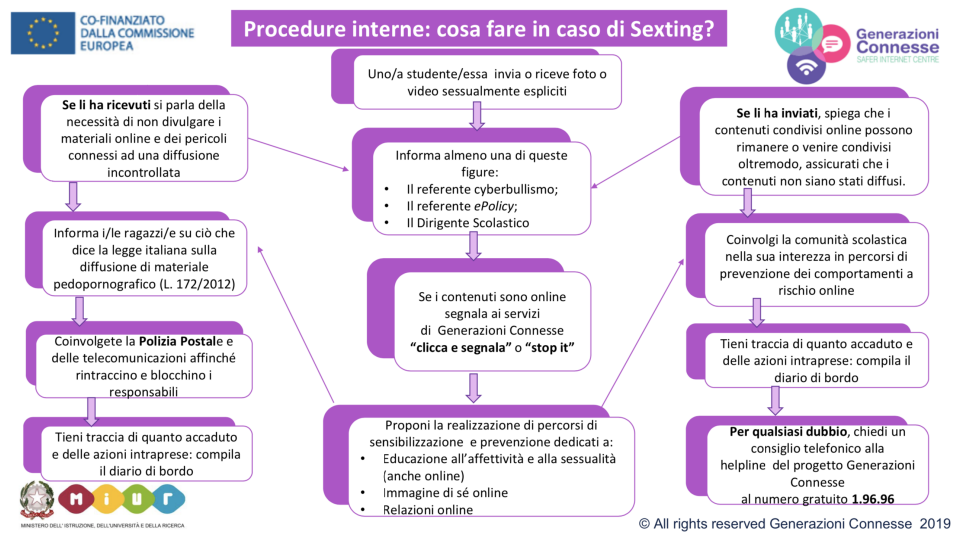 CO-FINANZIATO
DALLA COMMISSIONE
EUROPEA
Procedure interne: cosa fare in caso di Sexting?
Generazioni
Connesse
SAFER INTERNET CENTRE
Uno/a studente/essa invia o riceve foto o
video sessualmente espliciti
Se li ha ricevuti si parla della
necessità di non divulgare i
materiali online e dei pericoli
connessi ad una diffusione
incontrollata
Informa i/le ragazzi/e su ciò che
dice la legge italiana sulla
diffusione di materiale
pedopornografico (L. 172/2012)
Coinvolgete la Polizia Postale e
delle telecomunicazioni affinché
rintraccino e blocchino i
responsabili
Tieni traccia di quanto accaduto
e delle azioni intraprese: compila
il diario di bordo
Informa almeno una di queste
figure:
• Il referente cyberbullismo;
• Il referente ePolicy;
• Il Dirigente Scolastico
Se i contenuti sono online
segnala ai servizi
di Generazioni Connesse
“clicca e segnala” o “stop it”
Proponi la realizzazione di percorsi di
sensibilizzazione e prevenzione dedicati a:
• Educazione all’affettività e alla sessualità
(anche online)
• Immagine di sé online
• Relazioni online
Se li ha inviati, spiega che i
contenuti condivisi online possono
rimanere o venire condivisi
oltremodo, assicurati che i
contenuti non siano stati diffusi.
Coinvolgi la comunità scolastica
nella sua interezza in percorsi di
prevenzione dei comportamenti a
rischio online
Tieni traccia di quanto accaduto e
delle azioni intraprese: compila il
diario di bordo
Per qualsiasi dubbio, chiedi un
consiglio telefonico alla
helpline del progetto Generazioni
Connesse
al numero gratuito 1.96.96
miur
MINISTERO DELL' ISTRUZIONE, DELL'UNIVERSITÀ E DELLA RICERCA
© All rights reserved Generazioni Connesse 2019